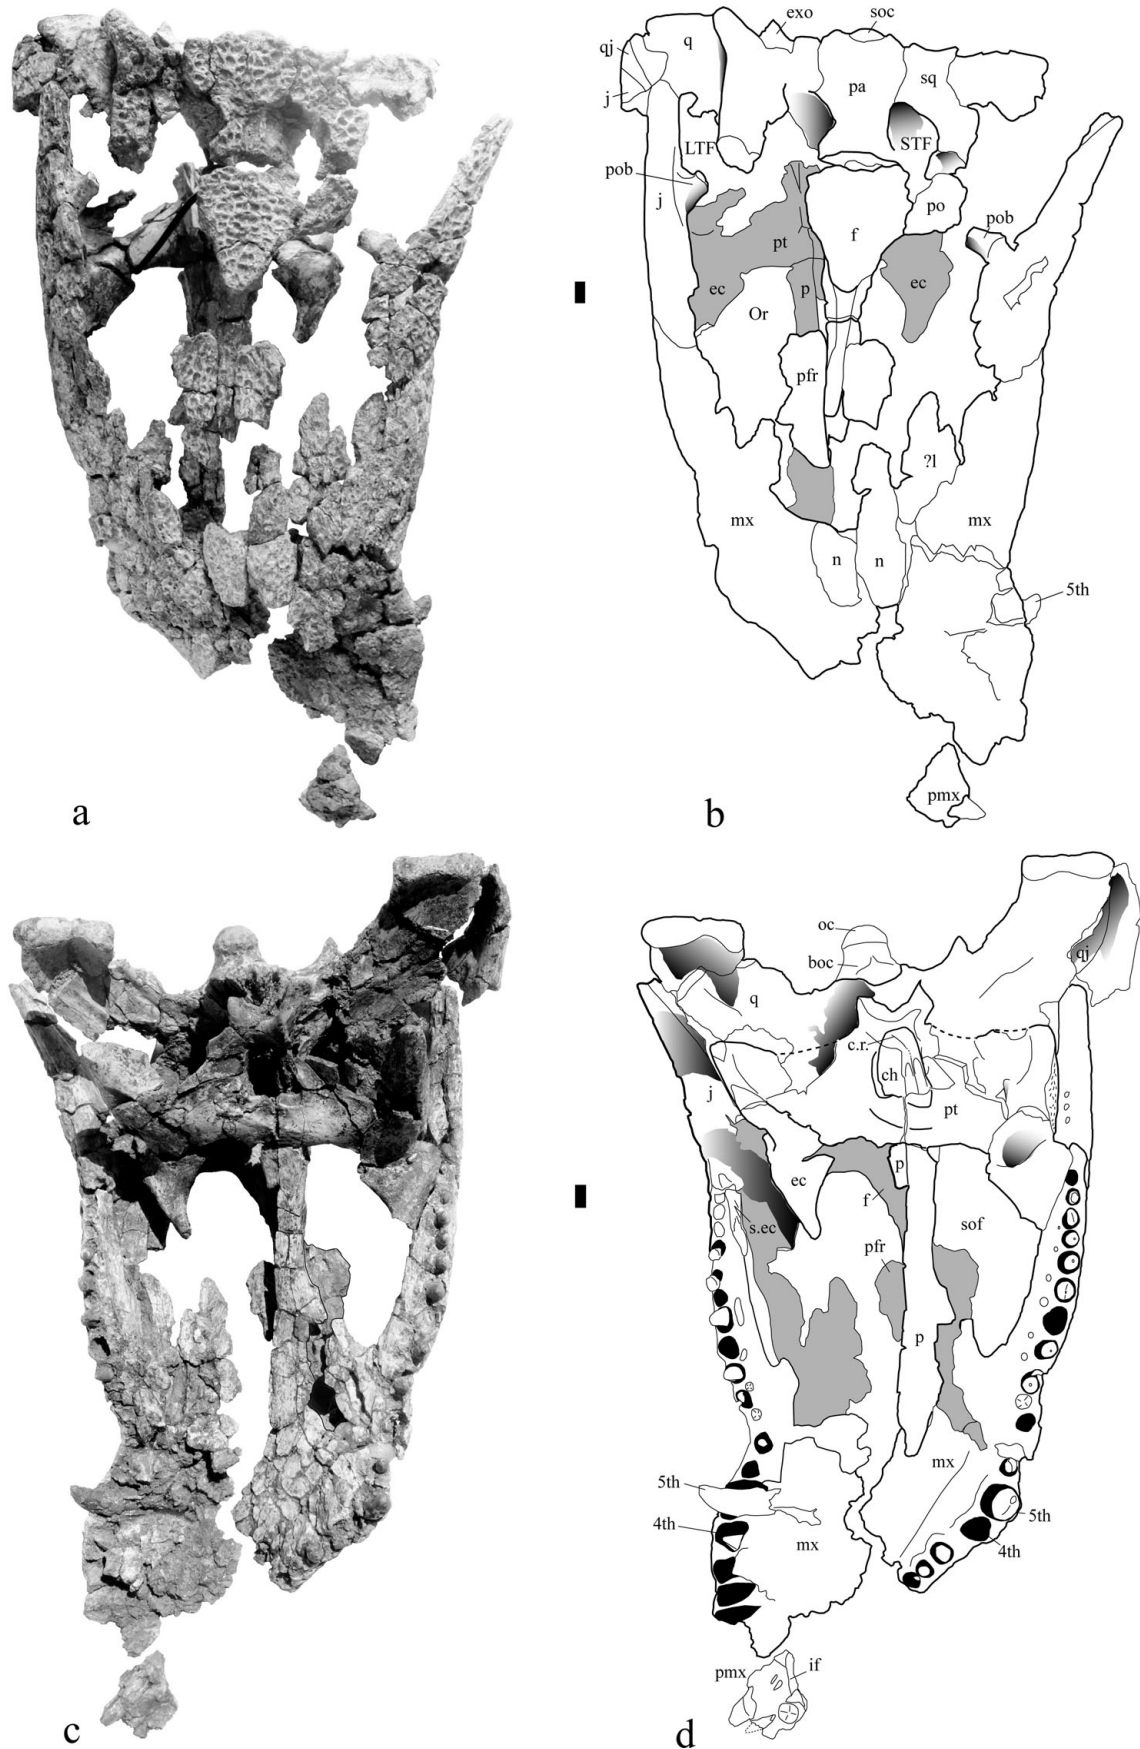 exo
soc
qj
q
pa
sq
j
LTF
STF
pob
j
po
pob
pt
f
ec
p
ec
Or
pfr
?l
mx
mx
n
n
5th
pmx
a
b
oc
boc
qj
q
c.r.
ch
j
pt
ec
p
f
s.ec
sof
pfr
p
mx
5th
5th
4th
4th
mx
pmx
if
c
d